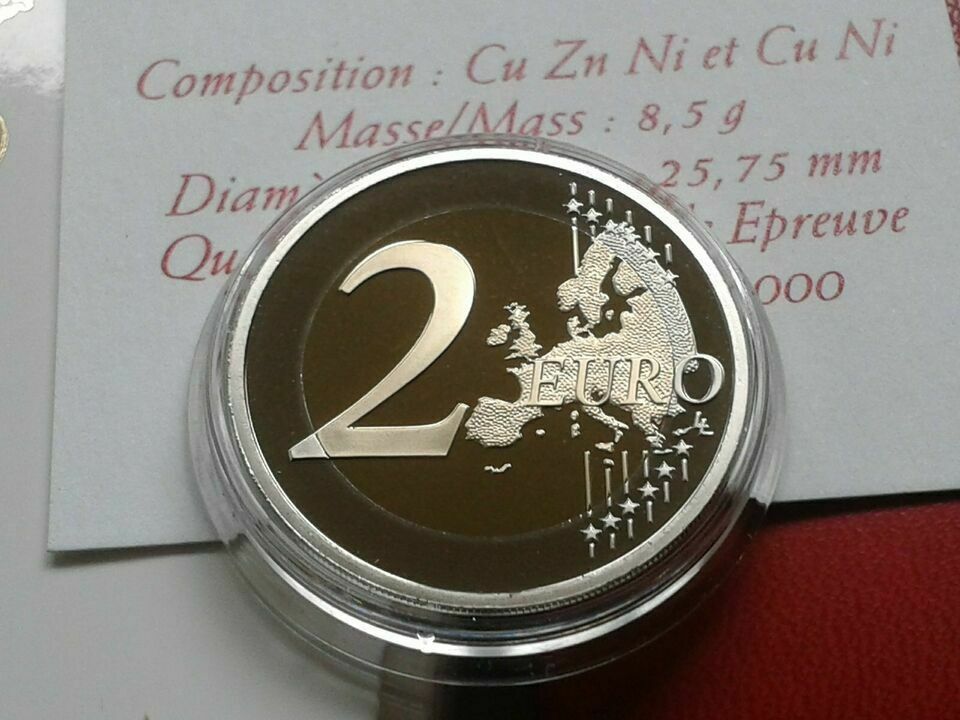 Composition : Cu Zn Ni et Cu Ni
Masse/Mass : 8,5 g
25,75 mm
Epreuve
000
2 EURO